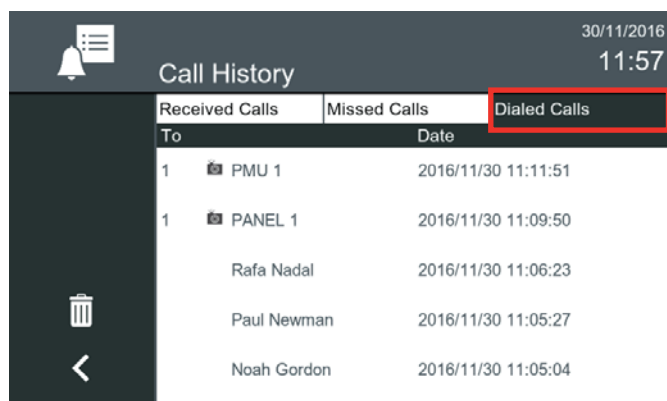 30/11/2016
Call History 11:57
Received Calls Missed Calls Dialed Calls
To Date
1 PMU 1 2016/11/30 11:11:51
1 PANEL 1 2016/11/30 11:09:50
Rafa Nadal 2016/11/30 11:06:23
Paul Newman 2016/11/30 11:05:27
Noah Gordon 2016/11/30 11:05:04